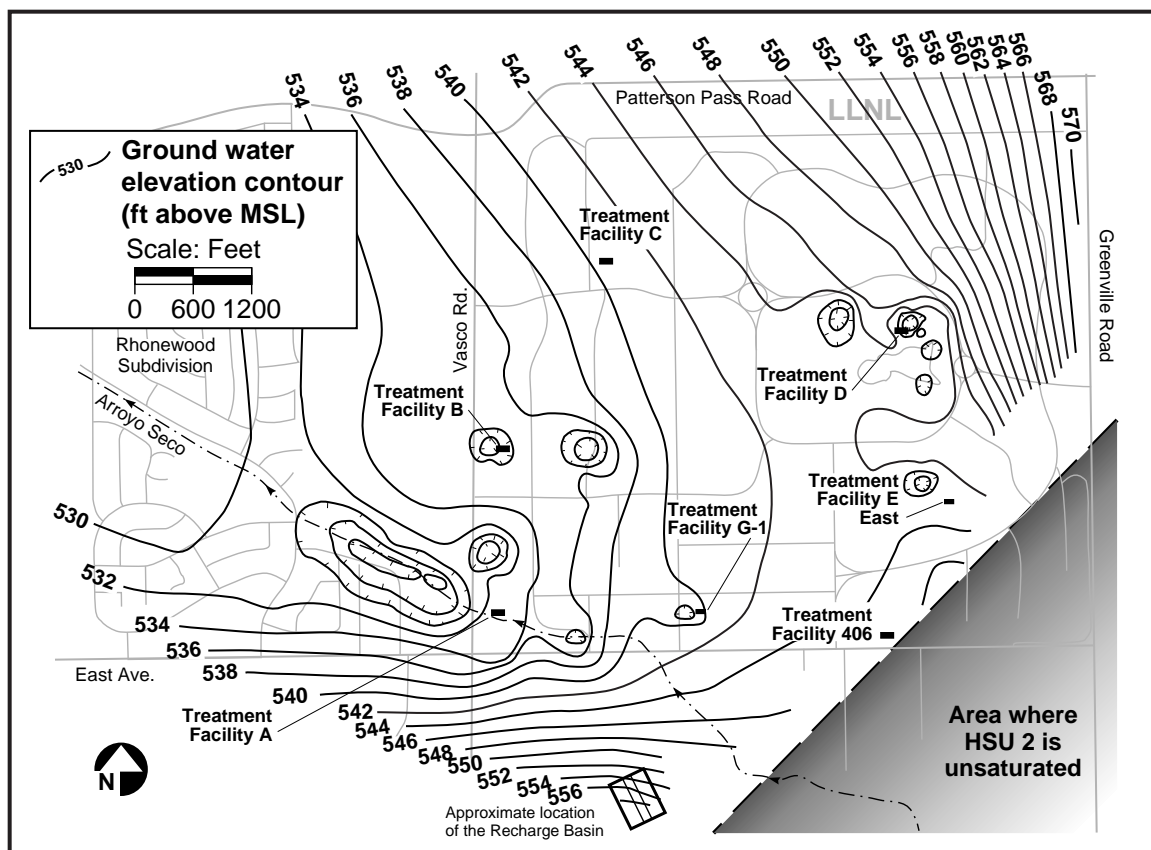 534
536
538
540
542
544
546
548
550
552
554
556
558
560
562
564
566
568
570
Patterson Pass Road
LLNL
530
Ground water
elevation contour
(ft above MSL)
Scale: Feet
0 600 1200
Treatment
Facility C
Greenville Road
Vasco Rd.
Rhonewood
Subdivision
Arroyo Seco
Treatment
Facility B
Treatment
Facility D
Treatment
Facility E
East
Treatment
Facility G-1
530
532
534
536
538
540
542
544
546
548
550
552
554
556
Treatment
Facility 406
East Ave.
Treatment
Facility A
Area where
HSU 2 is
unsaturated
N
Approximate location
of the Recharge Basin